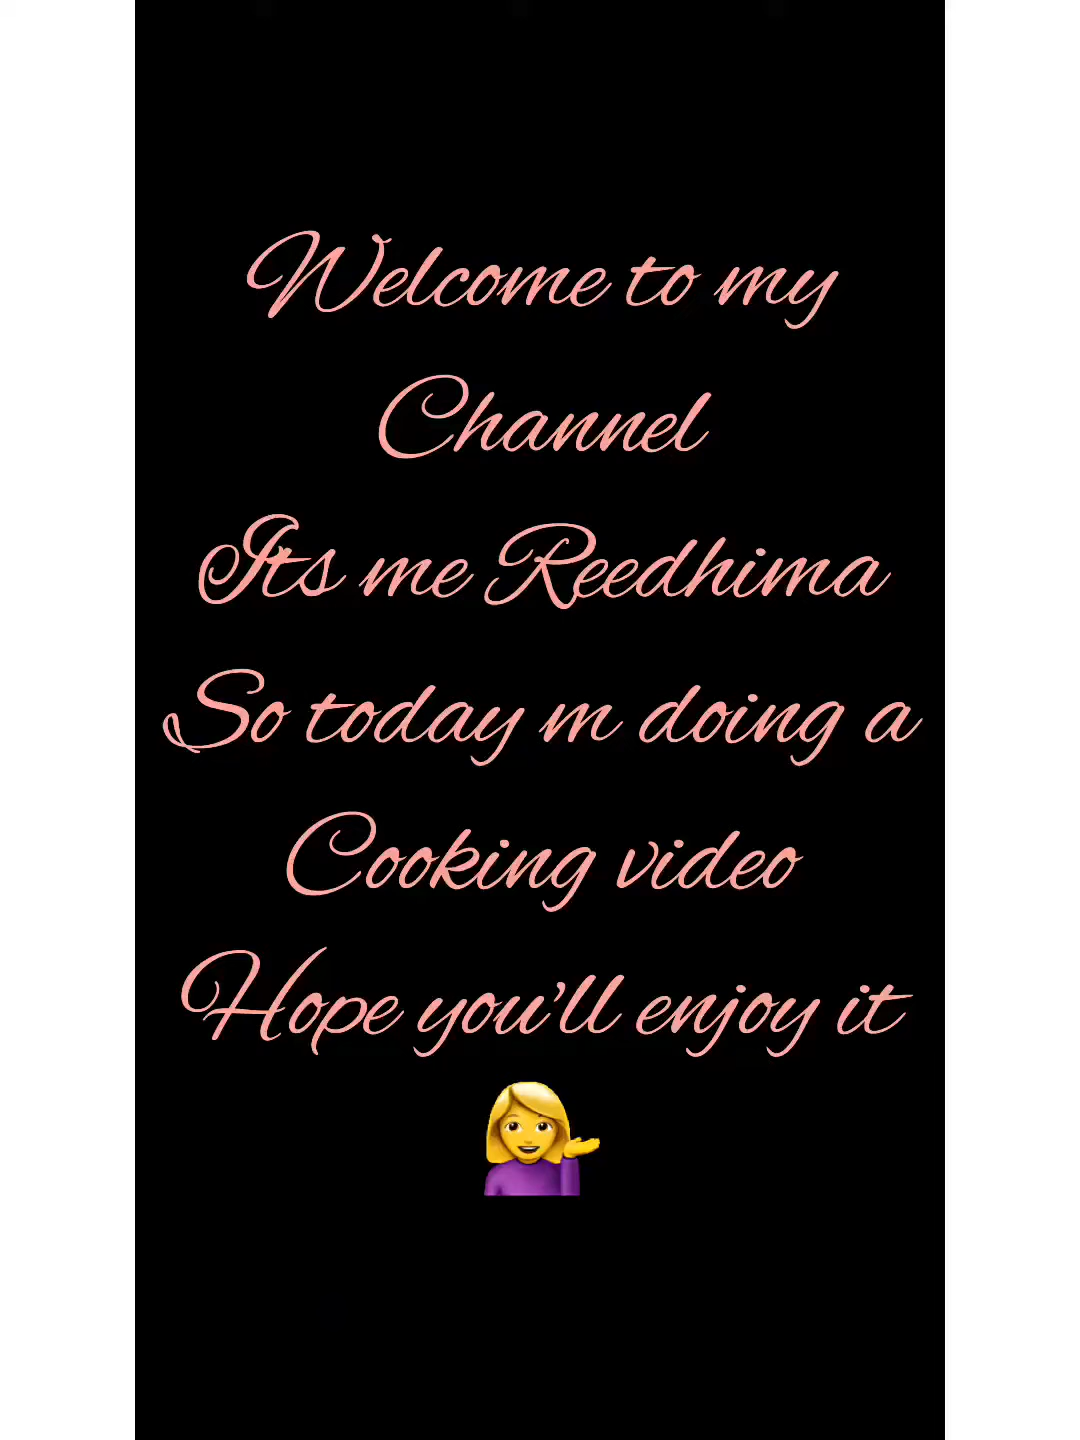 Welcome to my
Channel
Its me Reedhima
So today m doing a
Cooking video
Hope you'll enjoy it
💁‍♀️